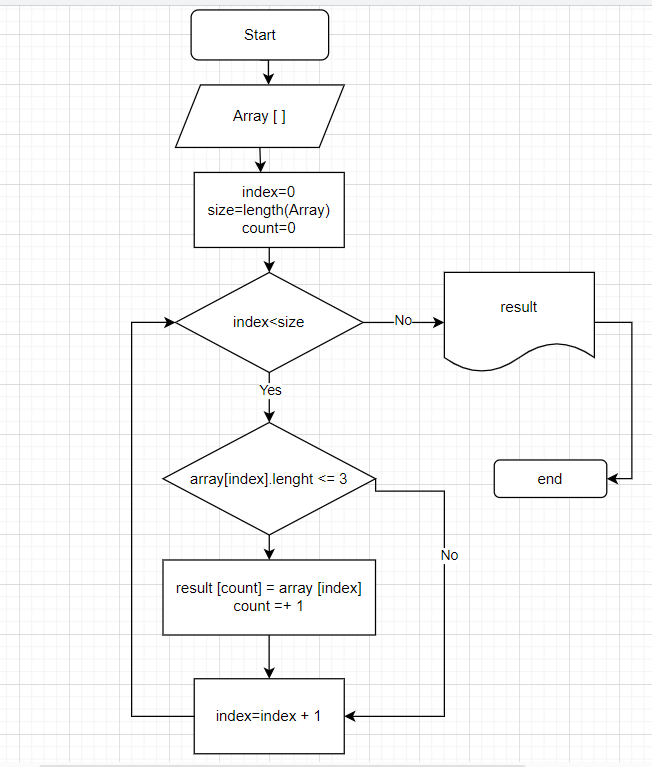 Start
Array [ ]
index=0
size=length(Array)
count=0
index<size
No
result
Yes
array[index].lenght <= 3
end
No
result [count] = array [index]
count =+ 1
index=index + 1